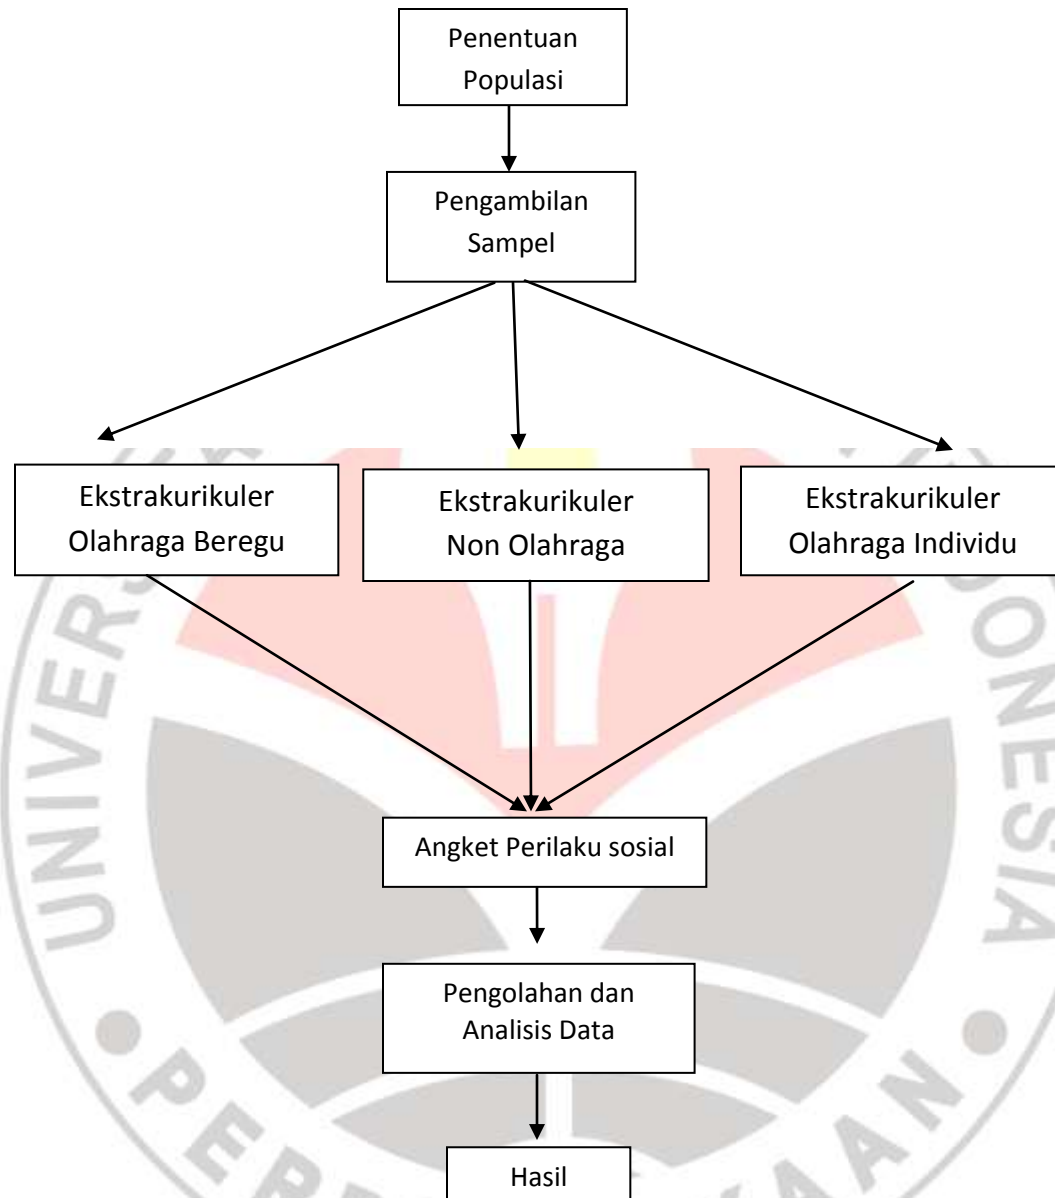 Penentuan
Populasi
Pengambilan
Sampel
Ekstrakurikuler
Olahraga Beregu
Ekstrakurikuler
Non Olahraga
Ekstrakurikuler
Olahraga Individu
Angket Perilaku sosial
Pengolahan dan
Analisis Data
Hasil